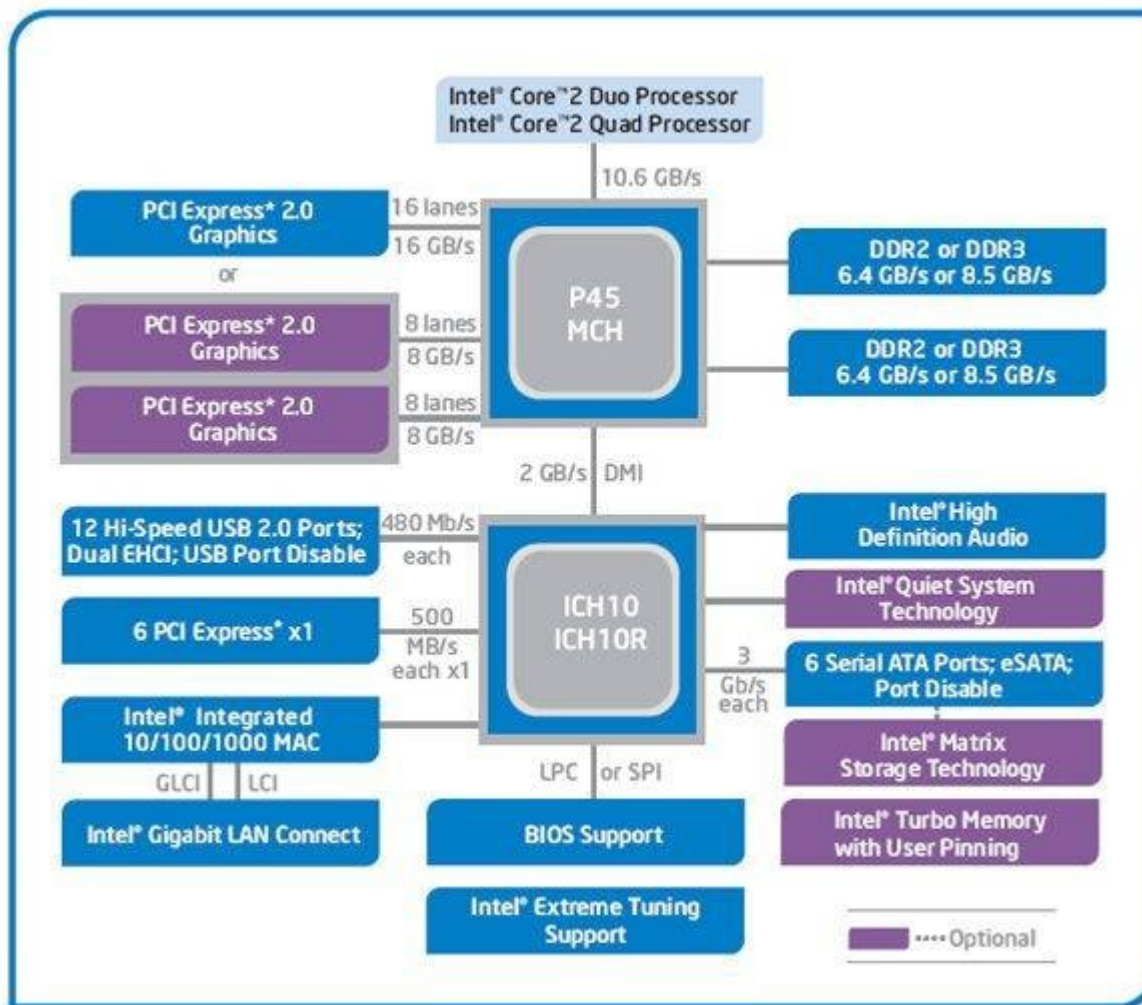 Intel® Core™2 Duo Processor
Intel® Core™2 Quad Processor
10.6 GB/s
PCI Express* 2.0
Graphics
16 lanes
16 GB/s
or
PCI Express* 2.0
Graphics
8 lanes
8 GB/s
PCI Express* 2.0
Graphics
8 lanes
8 GB/s
P45
MCH
DDR2 or DDR3
6.4 GB/s or 8.5 GB/s
DDR2 or DDR3
6.4 GB/s or 8.5 GB/s
2 GB/s DMI
12 Hi-Speed USB 2.0 Ports;
Dual EHCI; USB Port Disable
480 Mb/s
each
6 PCI Express* x1
500
MB/s
each x1
Intel® Integrated
10/100/1000 MAC
GLCI LCI
Intel® Gigabit LAN Connect
ICH10
ICH10R
Intel® High
Definition Audio
Intel® Quiet System
Technology
3
Gb/s
each
6 Serial ATA Ports; eSATA;
Port Disable
Intel® Matrix
Storage Technology
Intel® Turbo Memory
with User Pinning
LPC or SPI
BIOS Support
Intel® Extreme Tuning
Support
Optional